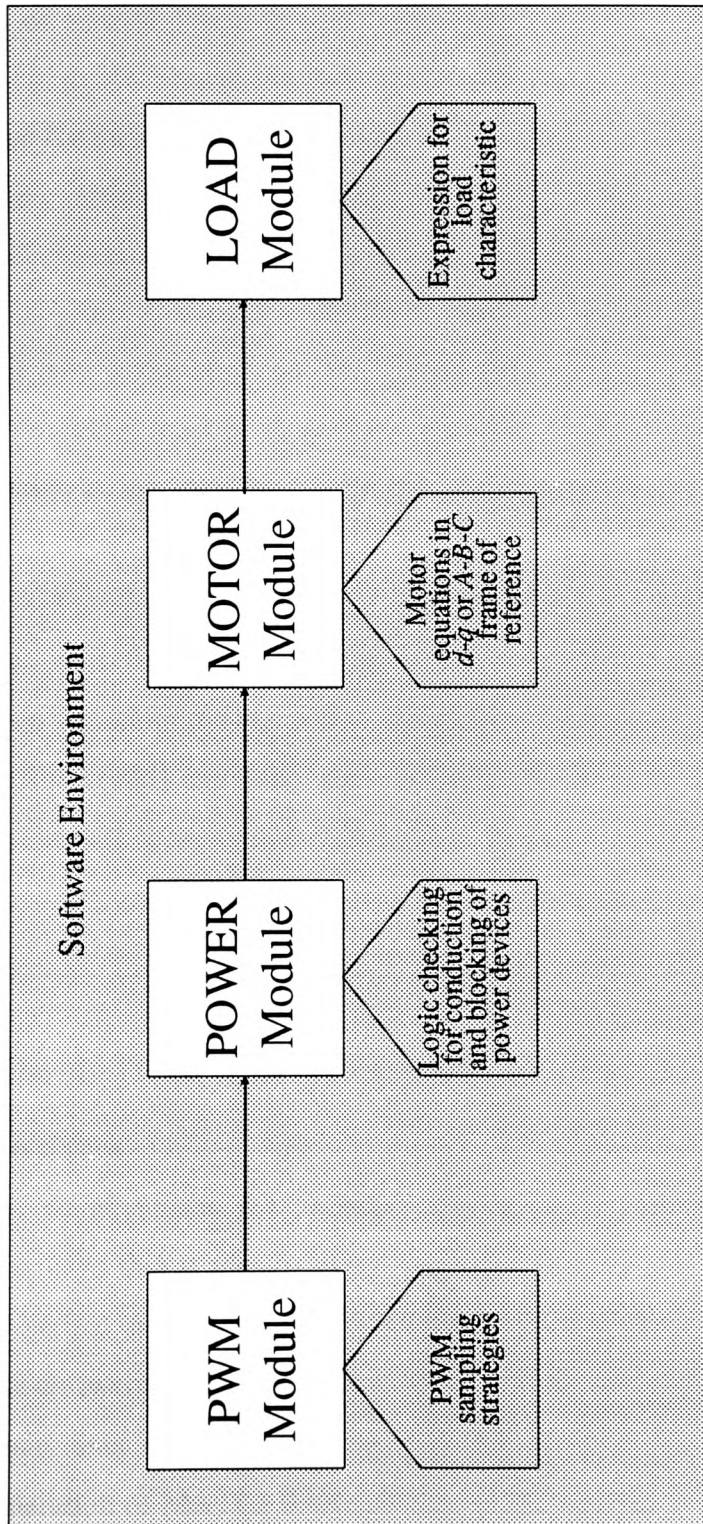 Software Environment
PWM
Module
POWER
Module
MOTOR
Module
LOAD
Module
PWM
sampling
strategies
Logic checking
for conduction
and blocking of
power devices
Motor
equations in
d-q or A-B-C
frame of
reference
Expression for
load
characteristic